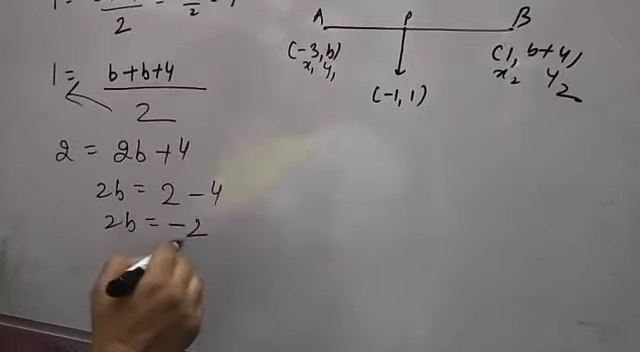 2
1 = b+b+4
2
2 = 2b+4
2b = 2-4
2b = -2
A P B
(-3, b) (1, b+4)
x₁ y₁ x₂ y₂
(-1, 1)